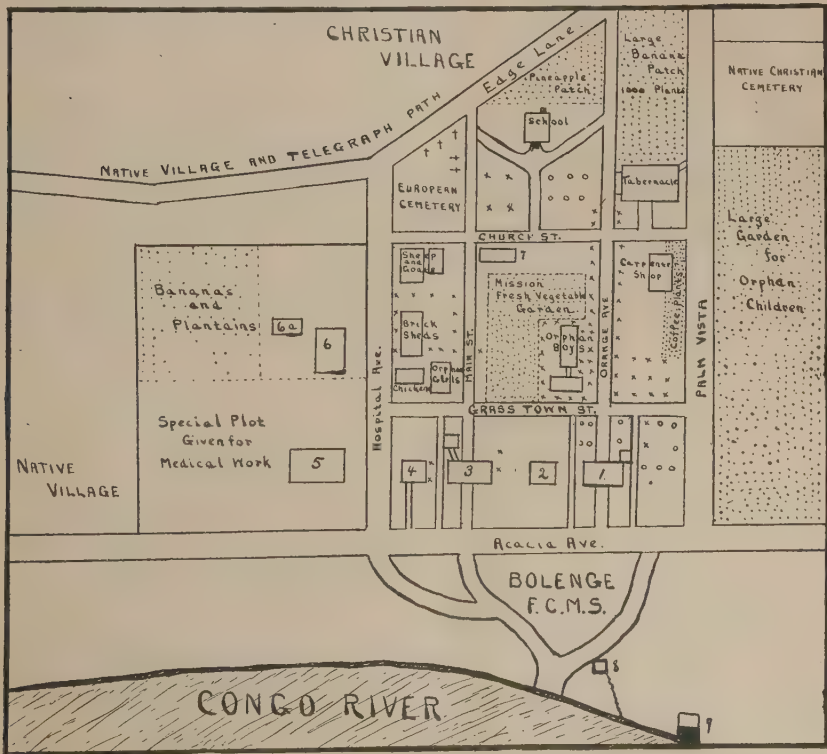 CHRISTIAN
VILLAGE
Edge Lane
Pineapple
Patch
Large
Banana
Patch
1000 Plants
NATIVE CHRISTIAN
CEMETERY
NATIVE VILLAGE AND TELEGRAPH PATH
School
EUROPEAN
CEMETERY
Tabernacle
CHURCH ST.
Large
Garden
for
Orphan
Children
Sheep
and
Goats
7
Carpenter
Shop
Coffee Plants
Mission
Fresh Vegetable
Garden
Banana's
and
Plantains
6a
6
Brick
Sheds
Orphan
Boys
ORANGE AVE
MAIN ST.
PALM VISTA
Chickens
Orphan
Girls
Hospital Ave.
GRASS TOWN ST.
Special Plot
Given for
Medical Work
5
4
3
2
1.
NATIVE
VILLAGE
Acacia Ave.
BOLENGE
F.C.M.S.
8
CONGO RIVER
9